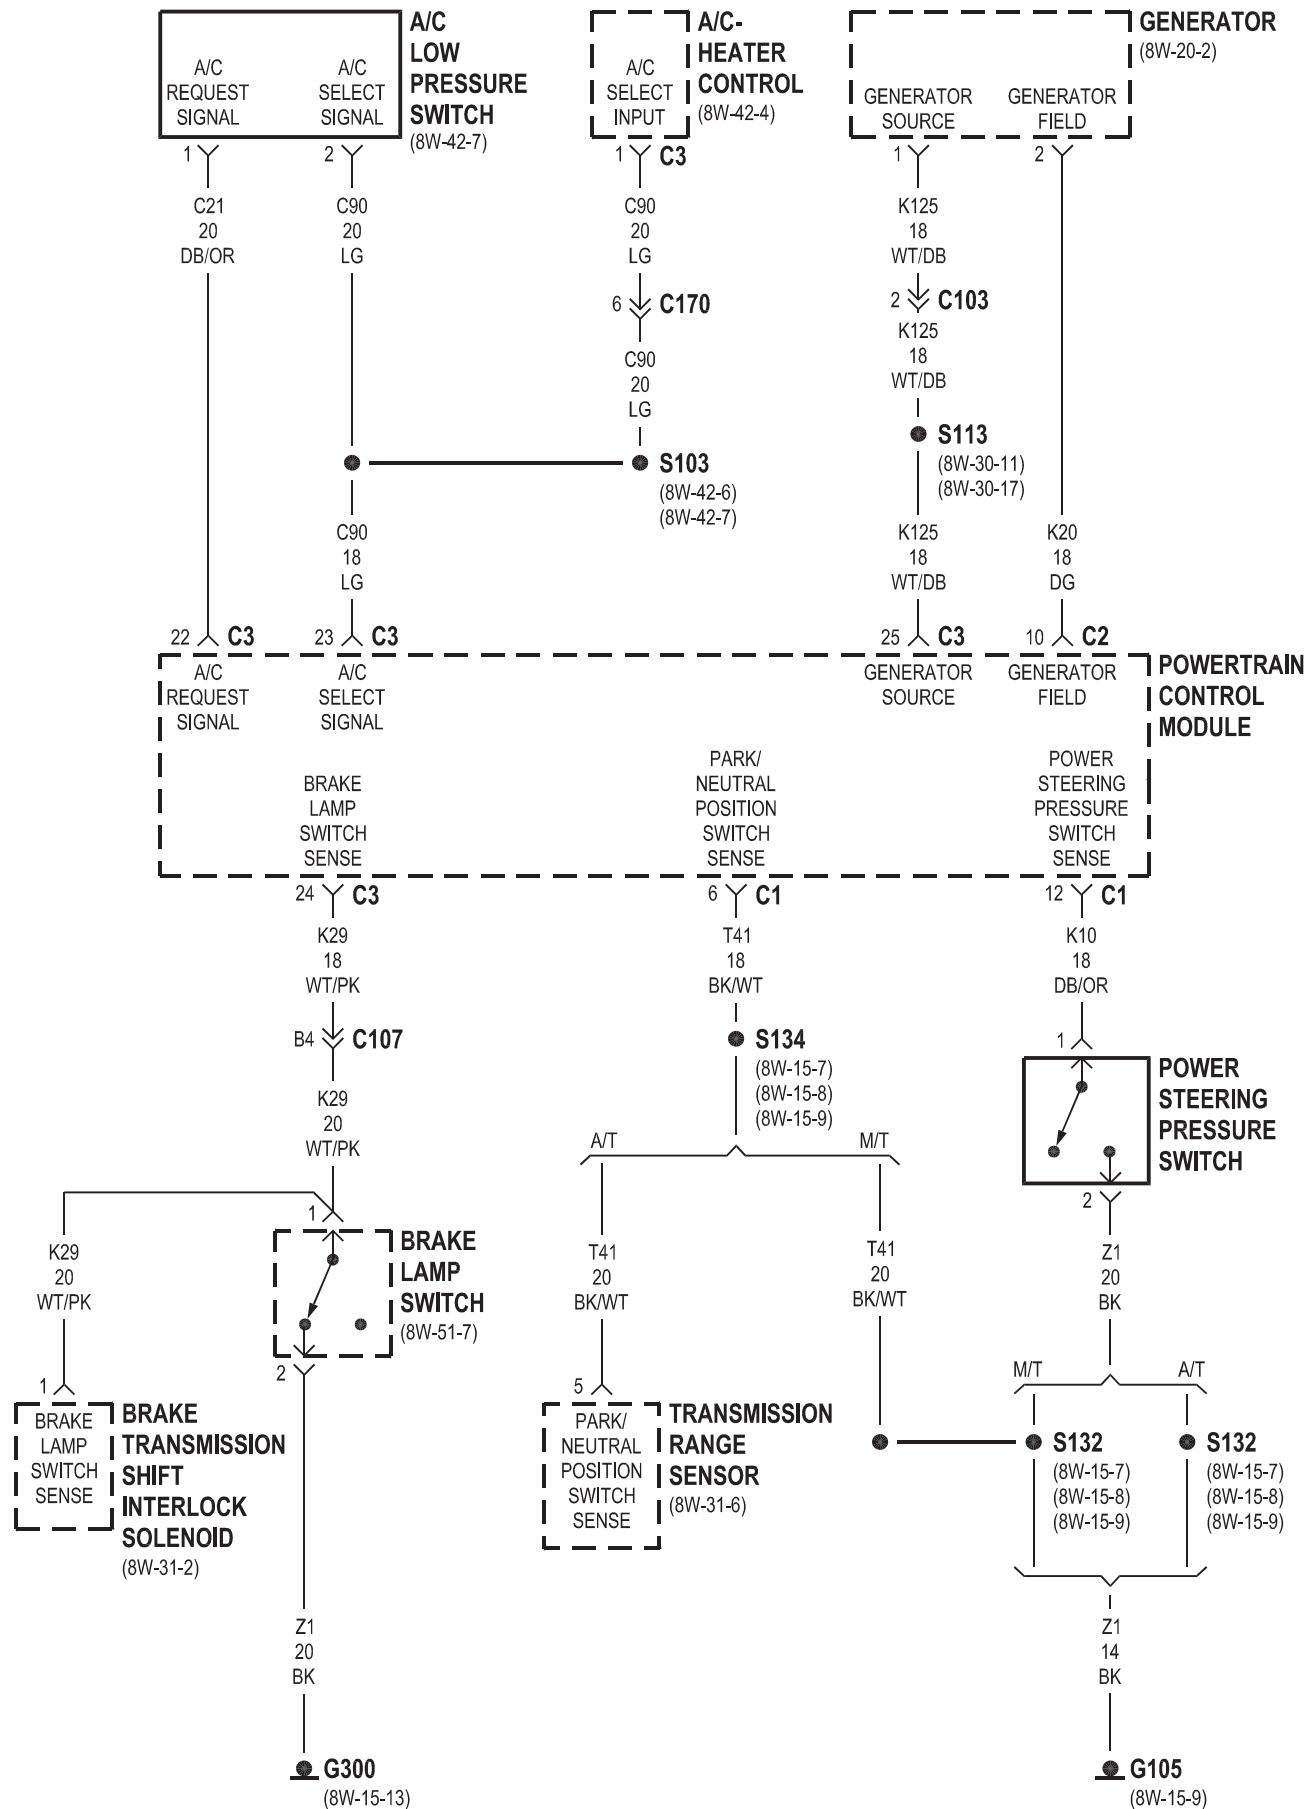 A/C
LOW
PRESSURE
SWITCH
(8W-42-7)
A/C
REQUEST
SIGNAL
A/C
SELECT
SIGNAL
A/C-
HEATER
CONTROL
(8W-42-4)
A/C
SELECT
INPUT
GENERATOR
(8W-20-2)
GENERATOR
SOURCE
GENERATOR
FIELD
1
2
1 C3
1
2
C21
20
DB/OR
C90
20
LG
C90
20
LG
K125
18
WT/DB
6 C170
2 C103
C90
20
LG
K125
18
WT/DB
S113
(8W-30-11)
(8W-30-17)
S103
(8W-42-6)
(8W-42-7)
C90
18
LG
K125
18
WT/DB
K20
18
DG
22 C3
23 C3
25 C3
10 C2
POWERTRAIN
CONTROL
MODULE
A/C
REQUEST
SIGNAL
A/C
SELECT
SIGNAL
GENERATOR
SOURCE
GENERATOR
FIELD
BRAKE
LAMP
SWITCH
SENSE
PARK/
NEUTRAL
POSITION
SWITCH
SENSE
POWER
STEERING
PRESSURE
SWITCH
SENSE
24 C3
6 C1
12 C1
K29
18
WT/PK
T41
18
BK/WT
K10
18
DB/OR
B4 C107
S134
(8W-15-7)
(8W-15-8)
(8W-15-9)
1
POWER
STEERING
PRESSURE
SWITCH
2
K29
20
WT/PK
A/T
M/T
1
BRAKE
LAMP
SWITCH
(8W-51-7)
2
K29
20
WT/PK
T41
20
BK/WT
T41
20
BK/WT
Z1
20
BK
M/T
A/T
1
BRAKE
LAMP
SWITCH
SENSE
BRAKE
TRANSMISSION
SHIFT
INTERLOCK
SOLENOID
(8W-31-2)
5
PARK/
NEUTRAL
POSITION
SWITCH
SENSE
TRANSMISSION
RANGE
SENSOR
(8W-31-6)
S132
(8W-15-7)
(8W-15-8)
(8W-15-9)
S132
(8W-15-7)
(8W-15-8)
(8W-15-9)
Z1
20
BK
Z1
14
BK
G300
(8W-15-13)
G105
(8W-15-9)